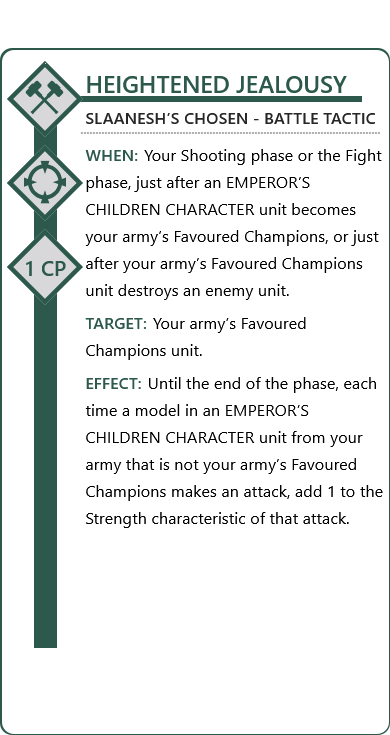 HEIGHTENED JEALOUSY
SLAANESH’S CHOSEN - BATTLE TACTIC
WHEN: Your Shooting phase or the Fight
phase, just after an EMPEROR’S
CHILDREN CHARACTER unit becomes
your army’s Favoured Champions, or just
after your army’s Favoured Champions
unit destroys an enemy unit.
1 CP
TARGET: Your army’s Favoured
Champions unit.
EFFECT: Until the end of the phase, each
time a model in an EMPEROR’S
CHILDREN CHARACTER unit from your
army that is not your army’s Favoured
Champions makes an attack, add 1 to the
Strength characteristic of that attack.